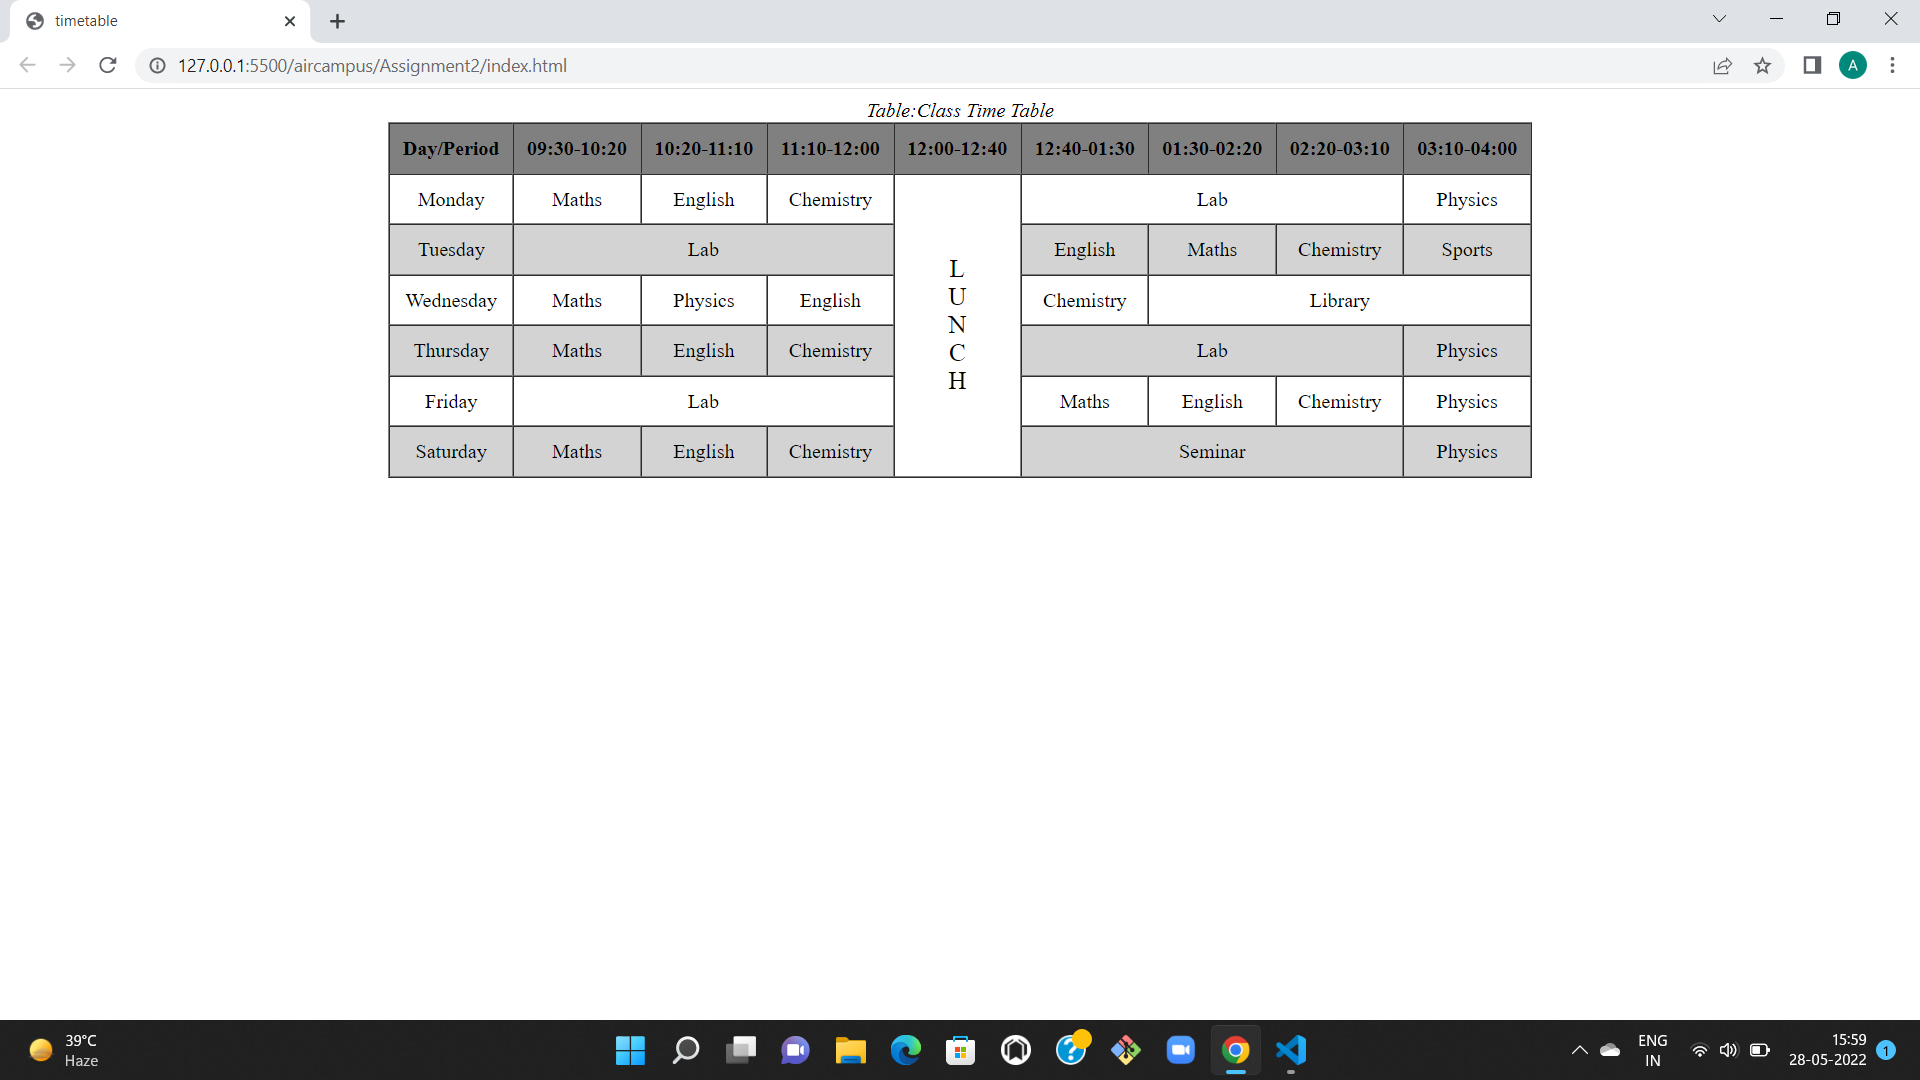 timetable
127.0.0.1:5500/aircampus/Assignment2/index.html
A
Table:Class Time Table
Day/Period 09:30-10:20 10:20-11:10 11:10-12:00 12:00-12:40 12:40-01:30 01:30-02:20 02:20-03:10 03:10-04:00
Monday Maths English Chemistry Lab Physics
Tuesday Lab English Maths Chemistry Sports
L
U
N
C
H
Wednesday Maths Physics English Chemistry Library
Thursday Maths English Chemistry Lab Physics
Friday Lab Maths English Chemistry Physics
Saturday Maths English Chemistry Seminar Physics
39°C
Haze
ENG
IN
15:59
28-05-2022
1